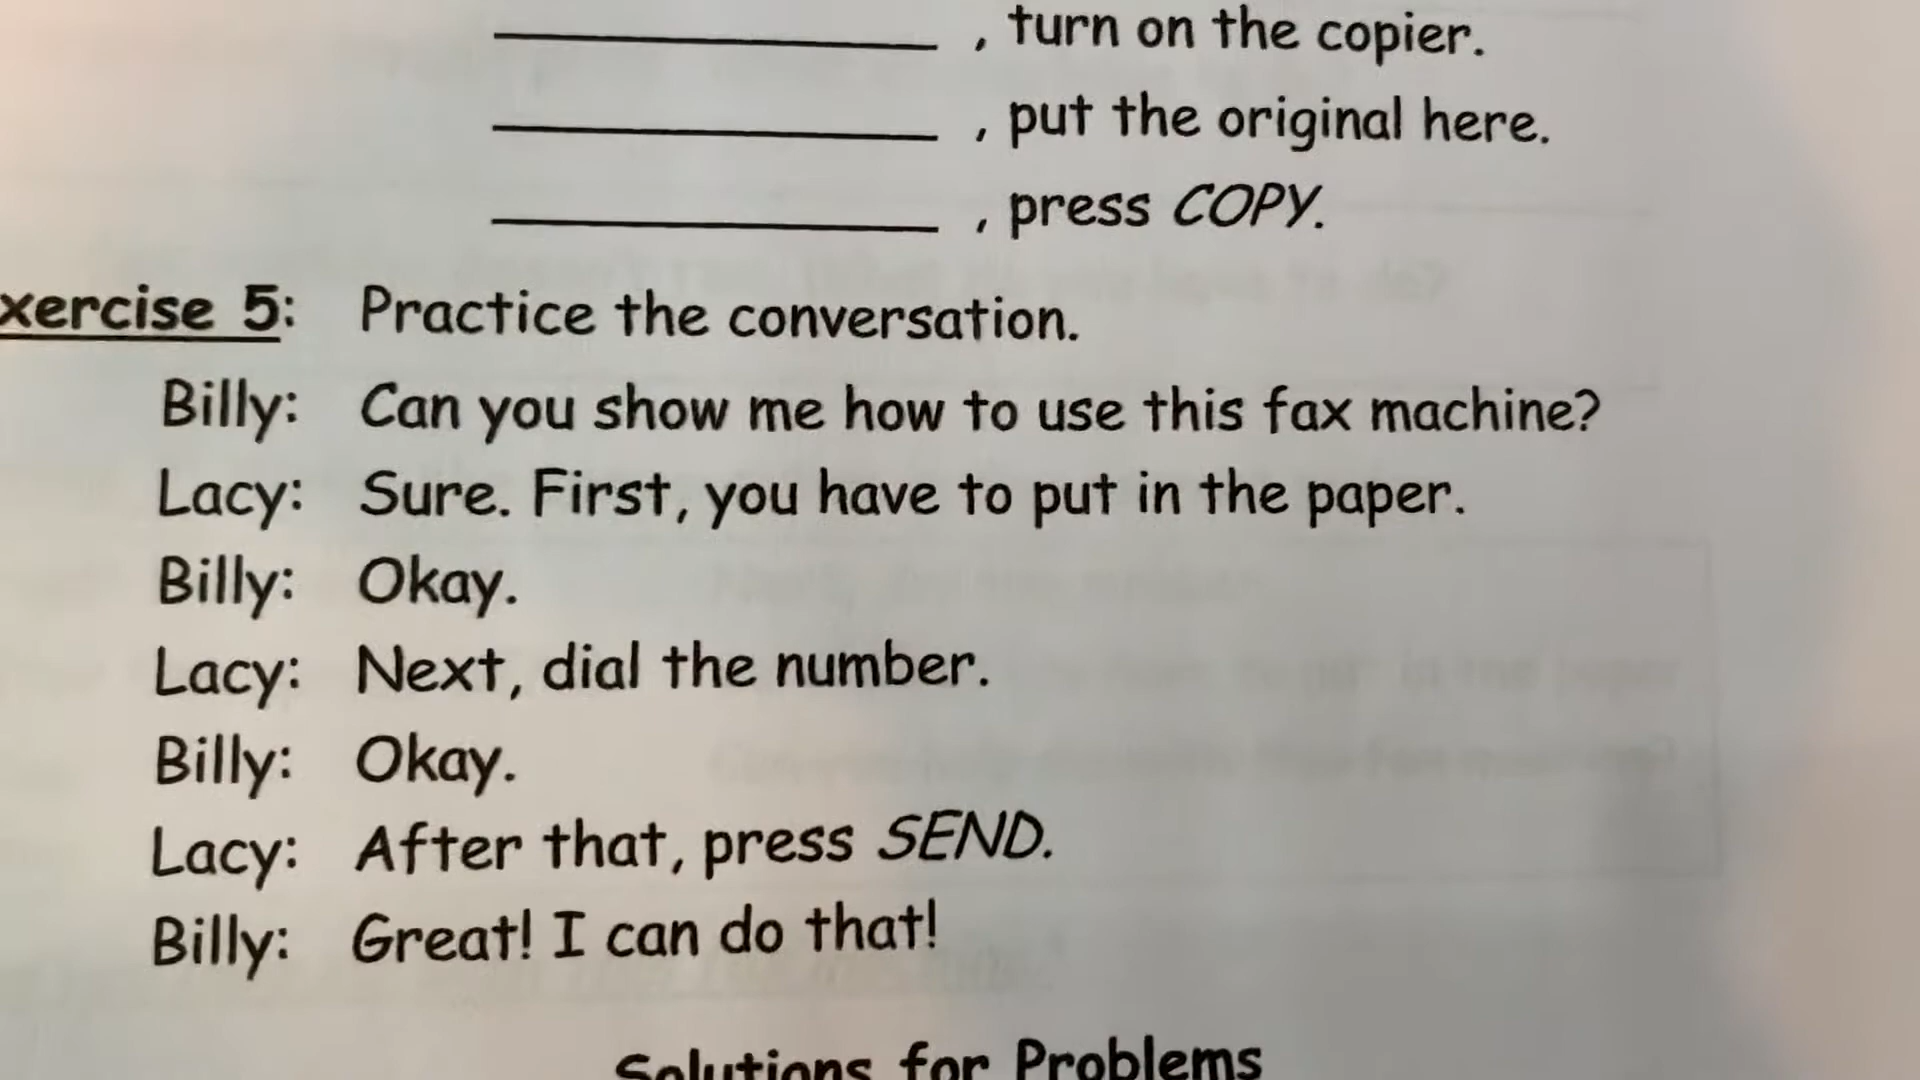 , turn on the copier.
, put the original here.
, press COPY.
xercise 5: Practice the conversation.
Billy: Can you show me how to use this fax machine?
Lacy: Sure. First, you have to put in the paper.
Billy: Okay.
Lacy: Next, dial the number.
Billy: Okay.
Lacy: After that, press SEND.
Billy: Great! I can do that!
Solutions for Problems